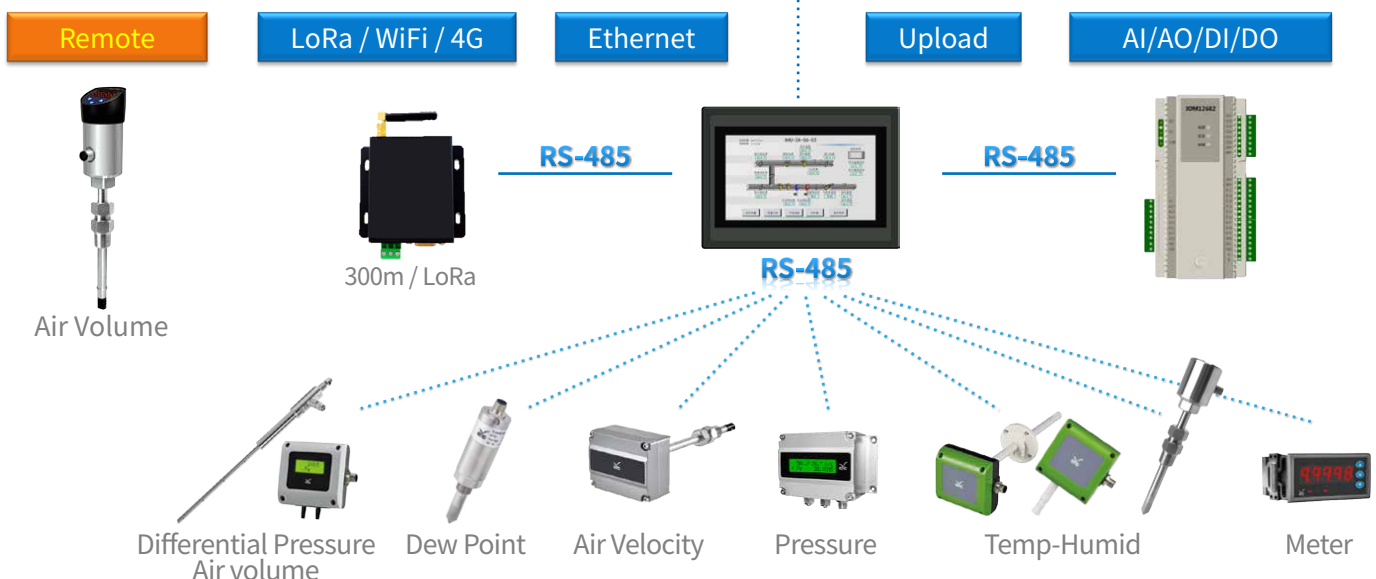 Remote
LoRa / WiFi / 4G
Ethernet
Upload
AI/AO/DI/DO
RS-485
RS-485
300m / LoRa
RS-485
Air Volume
Differential Pressure
Air volume
Dew Point
Air Velocity
Pressure
Temp-Humid
Meter